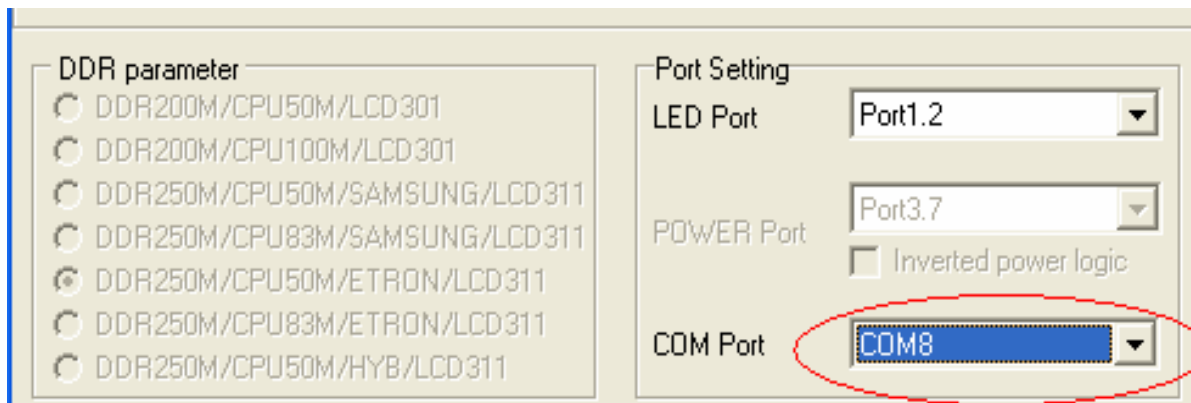 DDR parameter
DDR200M/CPU50M/LCD301
DDR200M/CPU100M/LCD301
DDR250M/CPU50M/SAMSUNG/LCD311
DDR250M/CPU83M/SAMSUNG/LCD311
DDR250M/CPU50M/ETRON/LCD311
DDR250M/CPU83M/ETRON/LCD311
DDR250M/CPU50M/HYB/LCD311
Port Setting
LED Port Port1.2
POWER Port Port3.7
Inverted power logic
COM Port COM8